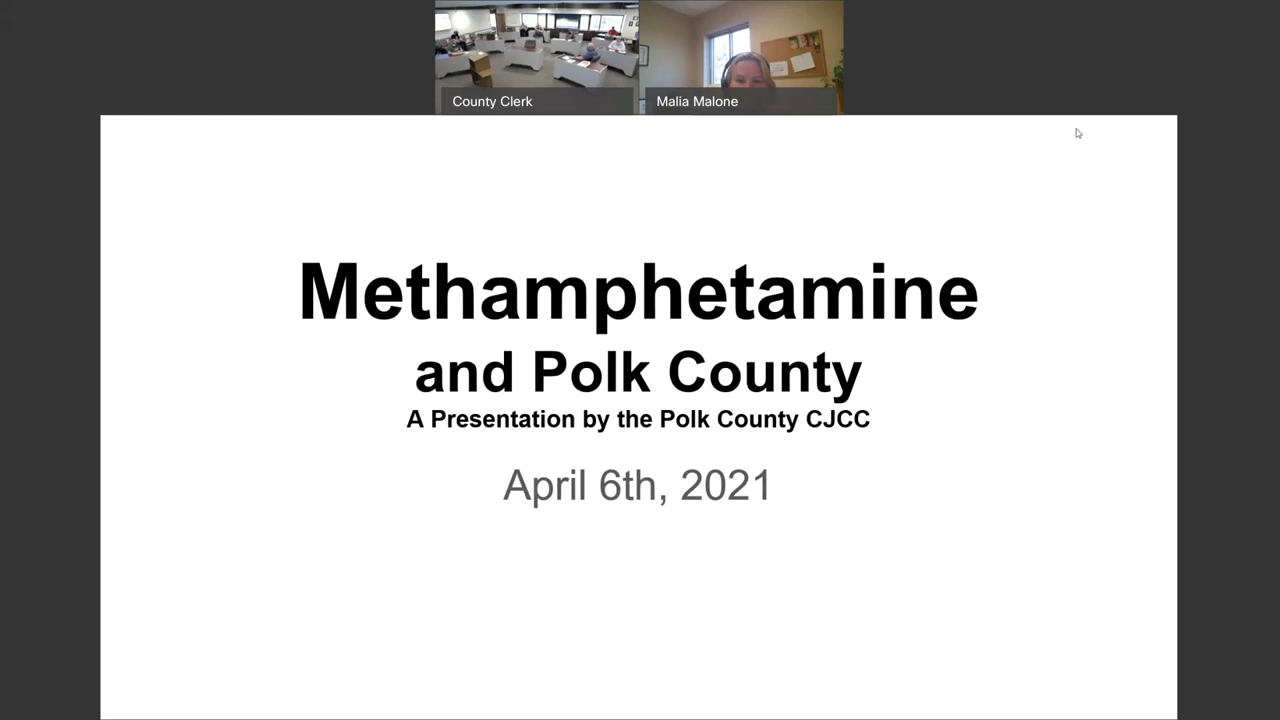 County Clerk
Malia Malone
Methamphetamine
and Polk County
A Presentation by the Polk County CJCC
April 6th, 2021